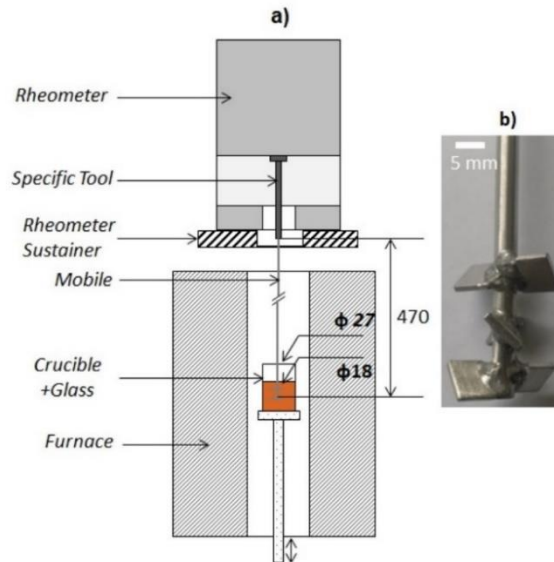 a)
Rheometer
b)
5 mm
Specific Tool
Rheometer
Sustainer
Mobile
ϕ 27
470
Crucible
+Glass
ϕ18
Furnace